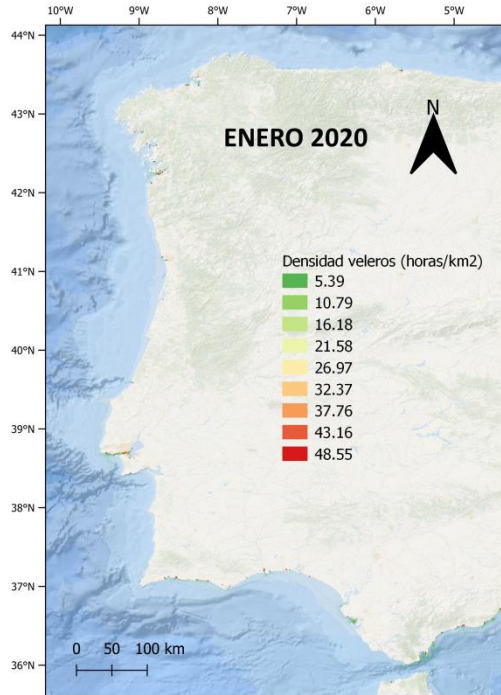 10°W 9°W 8°W 7°W 6°W 5°W
44°N
43°N
42°N
41°N
40°N
39°N
38°N
37°N
36°N
ENERO 2020
N
Densidad veleros (horas/km2)
5.39
10.79
16.18
21.58
26.97
32.37
37.76
43.16
48.55
0 50 100 km